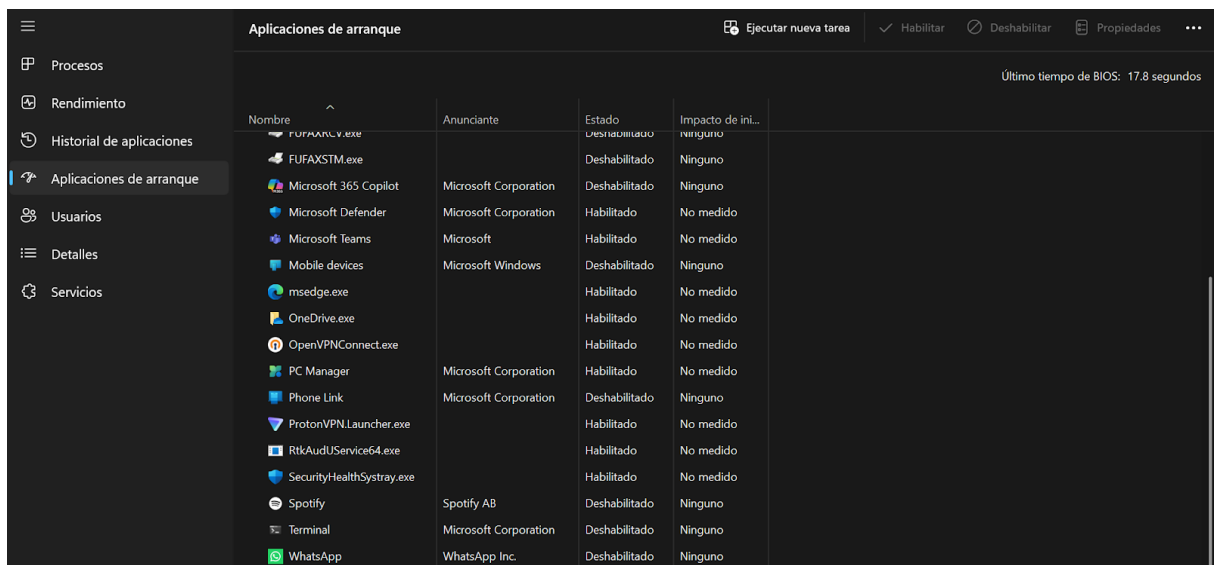 Aplicaciones de arranque
Ejecutar nueva tarea
Habilitar
Deshabilitar
Propiedades
Procesos
Rendimiento
Historial de aplicaciones
Aplicaciones de arranque
Usuarios
Detalles
Servicios
Último tiempo de BIOS: 17.8 segundos
Nombre Anunciante Estado Impacto de ini...
FUFAXRCV.exe Deshabilitado Ninguno
FUFAXSTM.exe Deshabilitado Ninguno
Microsoft 365 Copilot Microsoft Corporation Deshabilitado Ninguno
Microsoft Defender Microsoft Corporation Habilitado No medido
Microsoft Teams Microsoft Habilitado No medido
Mobile devices Microsoft Windows Deshabilitado Ninguno
msedge.exe Habilitado No medido
OneDrive.exe Habilitado No medido
OpenVPNConnect.exe Habilitado No medido
PC Manager Microsoft Corporation Habilitado No medido
Phone Link Microsoft Corporation Deshabilitado Ninguno
ProtonVPN.Launcher.exe Habilitado No medido
RtkAudUService64.exe Habilitado No medido
SecurityHealthSystray.exe Habilitado No medido
Spotify Spotify AB Deshabilitado Ninguno
Terminal Microsoft Corporation Deshabilitado Ninguno
WhatsApp WhatsApp Inc. Deshabilitado Ninguno